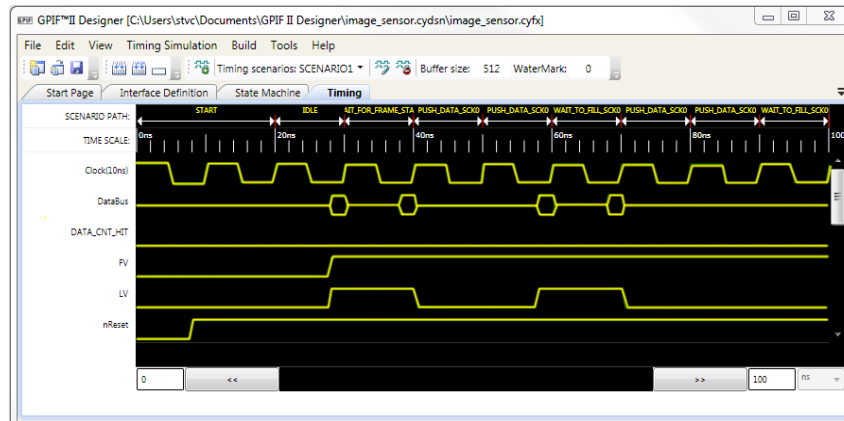 GPIF GPIF™II Designer [C:\Users\stvc\Documents\GPIF II Designer\image_sensor.cydsn\image_sensor.cyfx]
File Edit View Timing Simulation Build Tools Help
Timing scenarios: SCENARIO1 Buffer size: 512 WaterMark: 0
Start Page Interface Definition State Machine Timing
SCENARIO PATH: START IDLE AIT_FOR_FRAME_STA PUSH_DATA_SCK0 PUSH_DATA_SCK0 WAIT_TO_FILL_SCK0 PUSH_DATA_SCK0 PUSH_DATA_SCK0 WAIT_TO_FILL_SCK0
TIME SCALE: 0ns 20ns 40ns 60ns 80ns 100
Clock(10ns)
DataBus
DATA_CNT_HIT
FV
LV
nReset
0 << >> 100 ns